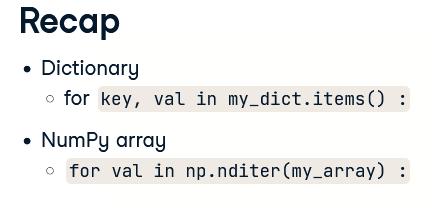 Recap
• Dictionary
○ for key, val in my_dict.items() :
• NumPy array
○ for val in np.nditer(my_array) :